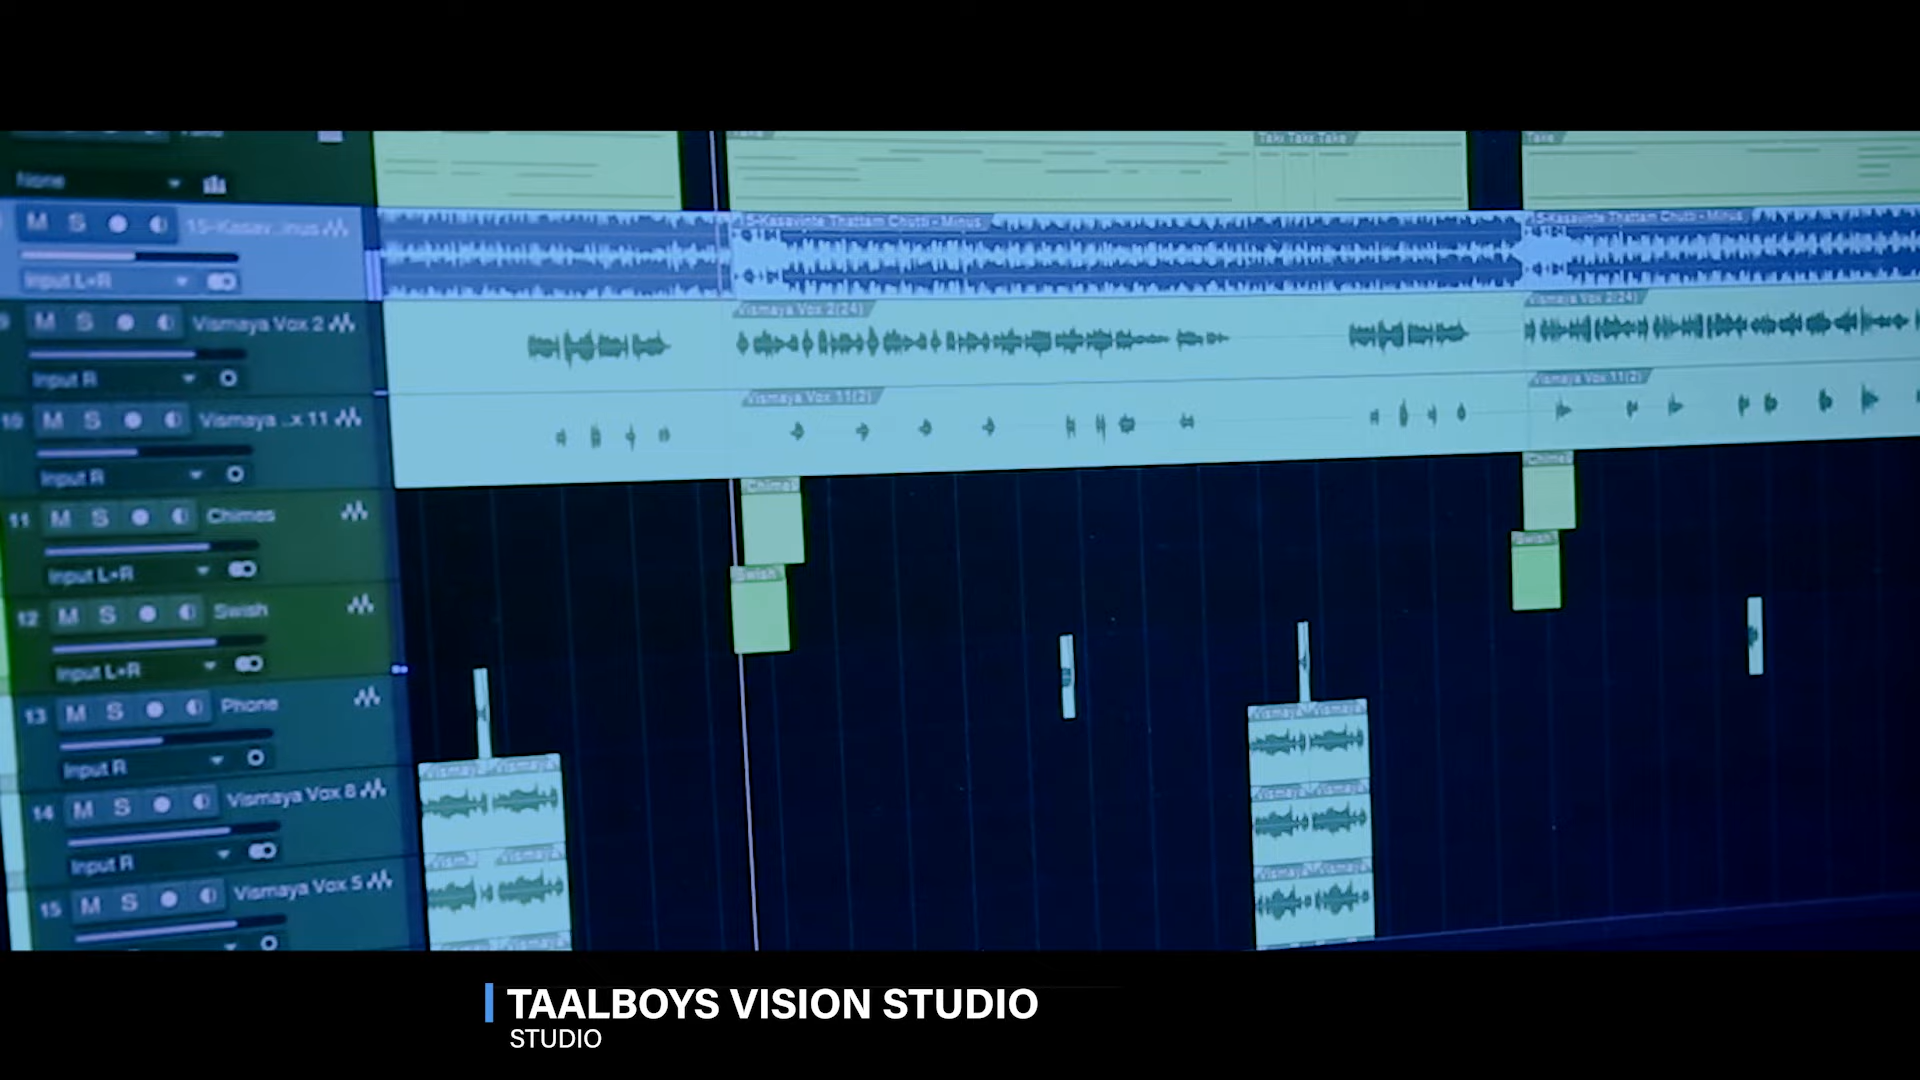 None
M S 15-Kasav..inus
5-Kasavinte Thattam Chutti - Minus
5-Kasavinte Thattam Chutti - Minus
Input L+R
M S Vismaya Vox 2
Vismaya Vox 2(24)
Vismaya Vox 2(24)
Input R
10 M S Vismaya ..x 11
Vismaya Vox 11(2)
Vismaya Vox 11(2)
Input R
Chimes
Chimes
11 M S Chimes
Input L+R
Swish
Swish
12 M S Swish
Input L+R
13 M S Phone
Input R
14 M S Vismaya Vox 8
Input R
15 M S Vismaya Vox 5
TAALBOYS VISION STUDIO
STUDIO